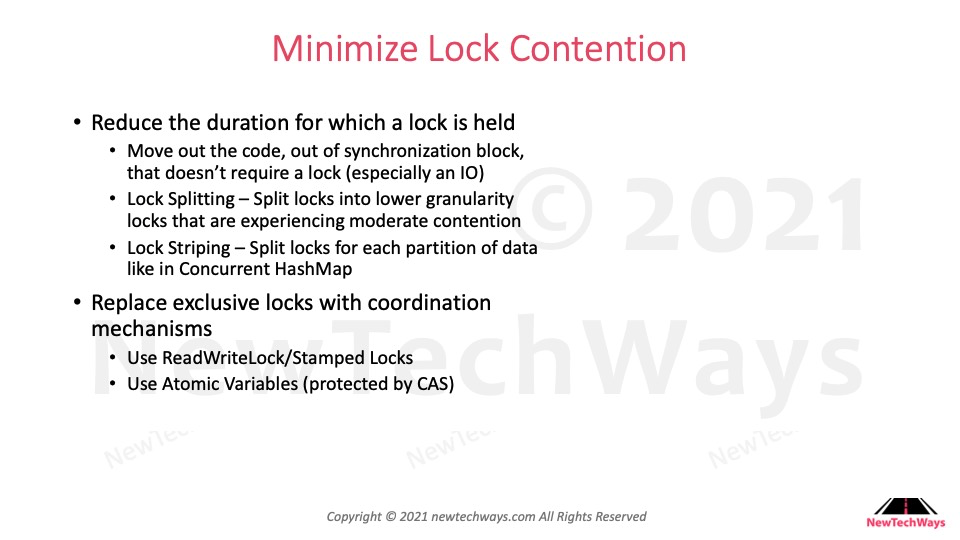 Minimize Lock Contention
• Reduce the duration for which a lock is held
• Move out the code, out of synchronization block,
that doesn’t require a lock (especially an IO)
• Lock Splitting – Split locks into lower granularity
locks that are experiencing moderate contention
• Lock Striping – Split locks for each partition of data
like in Concurrent HashMap
• Replace exclusive locks with coordination
mechanisms
• Use ReadWriteLock/Stamped Locks
• Use Atomic Variables (protected by CAS)
© 2021
NewTechWays
NewTec
NewTec
NewTec
Copyright © 2021 newtechways.com All Rights Reserved
NewTechWays